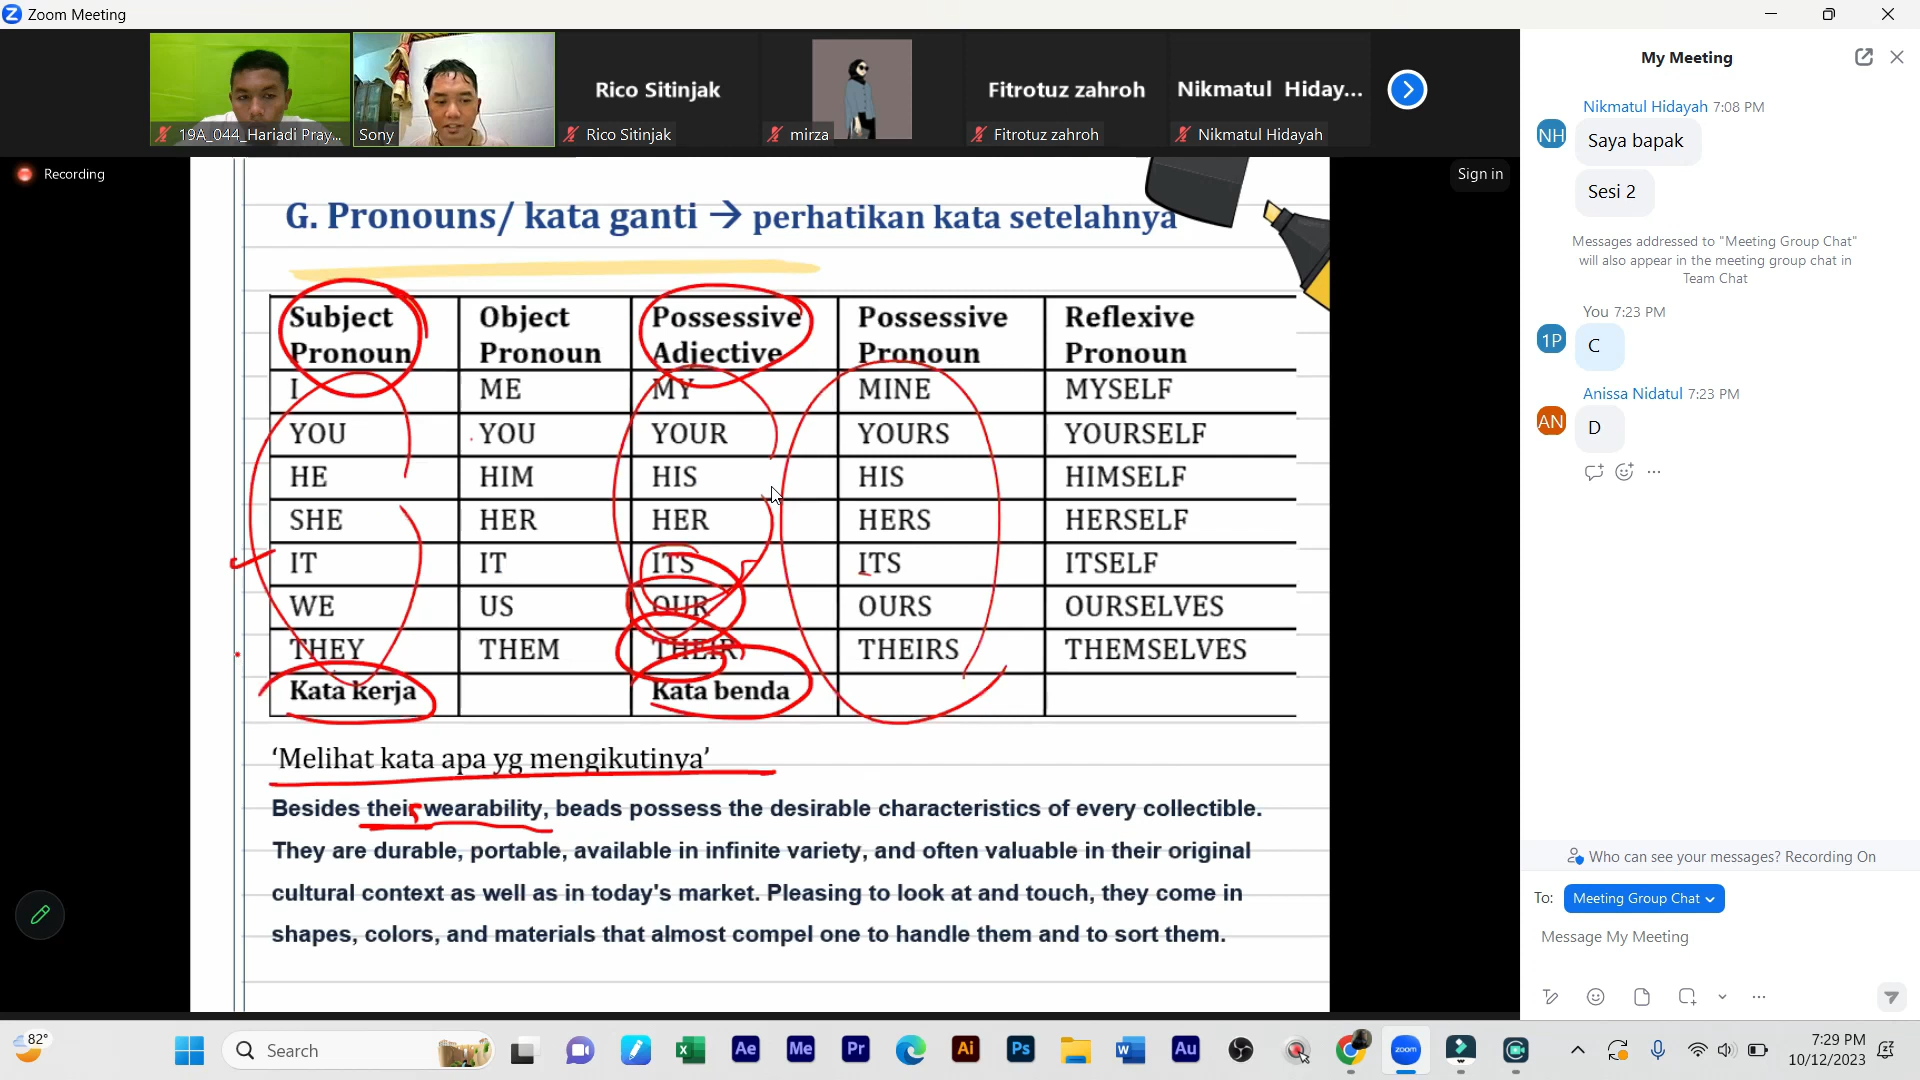 Zoom Meeting
19A_044_Hariadi Pray...
Sony
Rico Sitinjak
Rico Sitinjak
mirza
Fitrotuz zahroh
Fitrotuz zahroh
Nikmatul Hiday...
Nikmatul Hidayah
Recording
Sign in
G. Pronouns/ kata ganti → perhatikan kata setelahnya
Subject Pronoun | Object Pronoun | Possessive Adjective | Possessive Pronoun | Reflexive Pronoun
I | ME | MY | MINE | MYSELF
YOU | YOU | YOUR | YOURS | YOURSELF
HE | HIM | HIS | HIS | HIMSELF
SHE | HER | HER | HERS | HERSELF
IT | IT | ITS | ITS | ITSELF
WE | US | OUR | OURS | OURSELVES
THEY | THEM | THEIR | THEIRS | THEMSELVES
Kata kerja | Kata benda
‘Melihat kata apa yg mengikutinya’
Besides their wearability, beads possess the desirable characteristics of every collectible.
They are durable, portable, available in infinite variety, and often valuable in their original
cultural context as well as in today's market. Pleasing to look at and touch, they come in
shapes, colors, and materials that almost compel one to handle them and to sort them.
My Meeting
Nikmatul Hidayah 7:08 PM
NH
Saya bapak
Sesi 2
Messages addressed to "Meeting Group Chat"
will also appear in the meeting group chat in
Team Chat
You 7:23 PM
1P
C
Anissa Nidatul 7:23 PM
AN
D
Who can see your messages? Recording On
To: Meeting Group Chat
Message My Meeting
82°
Search
Ae
Me
Pr
Ai
Ps
Au
zoom
7:29 PM
10/12/2023